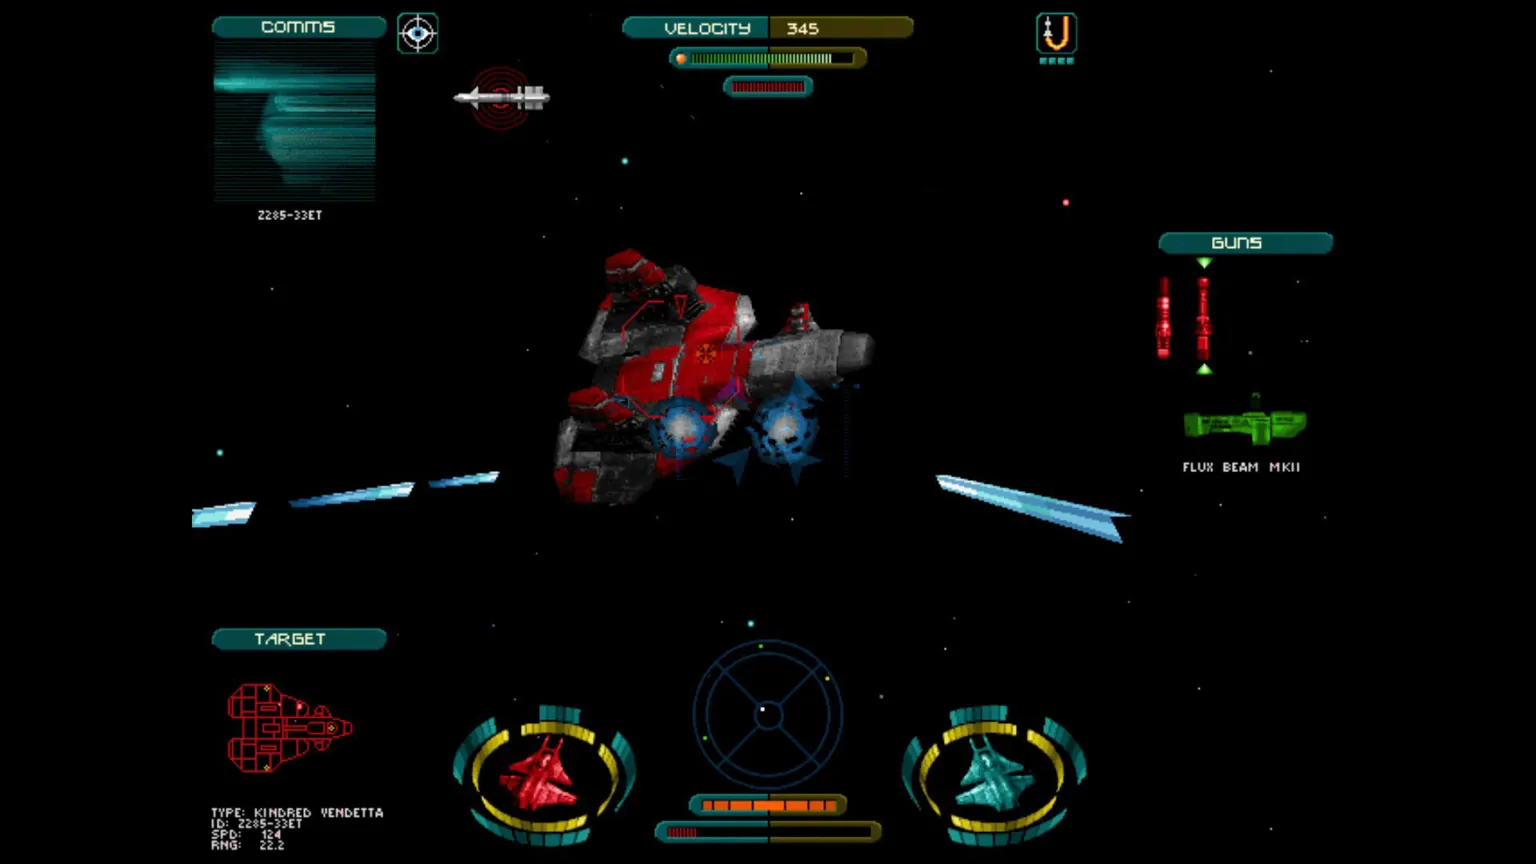 COMMS
VELOCITY 345
Z285-33ET
GUNS
FLUX BEAM MKII
TARGET
TYPE: KINDRED VENDETTA
ID: Z285-33ET
SPD: 124
RNG: 22.2